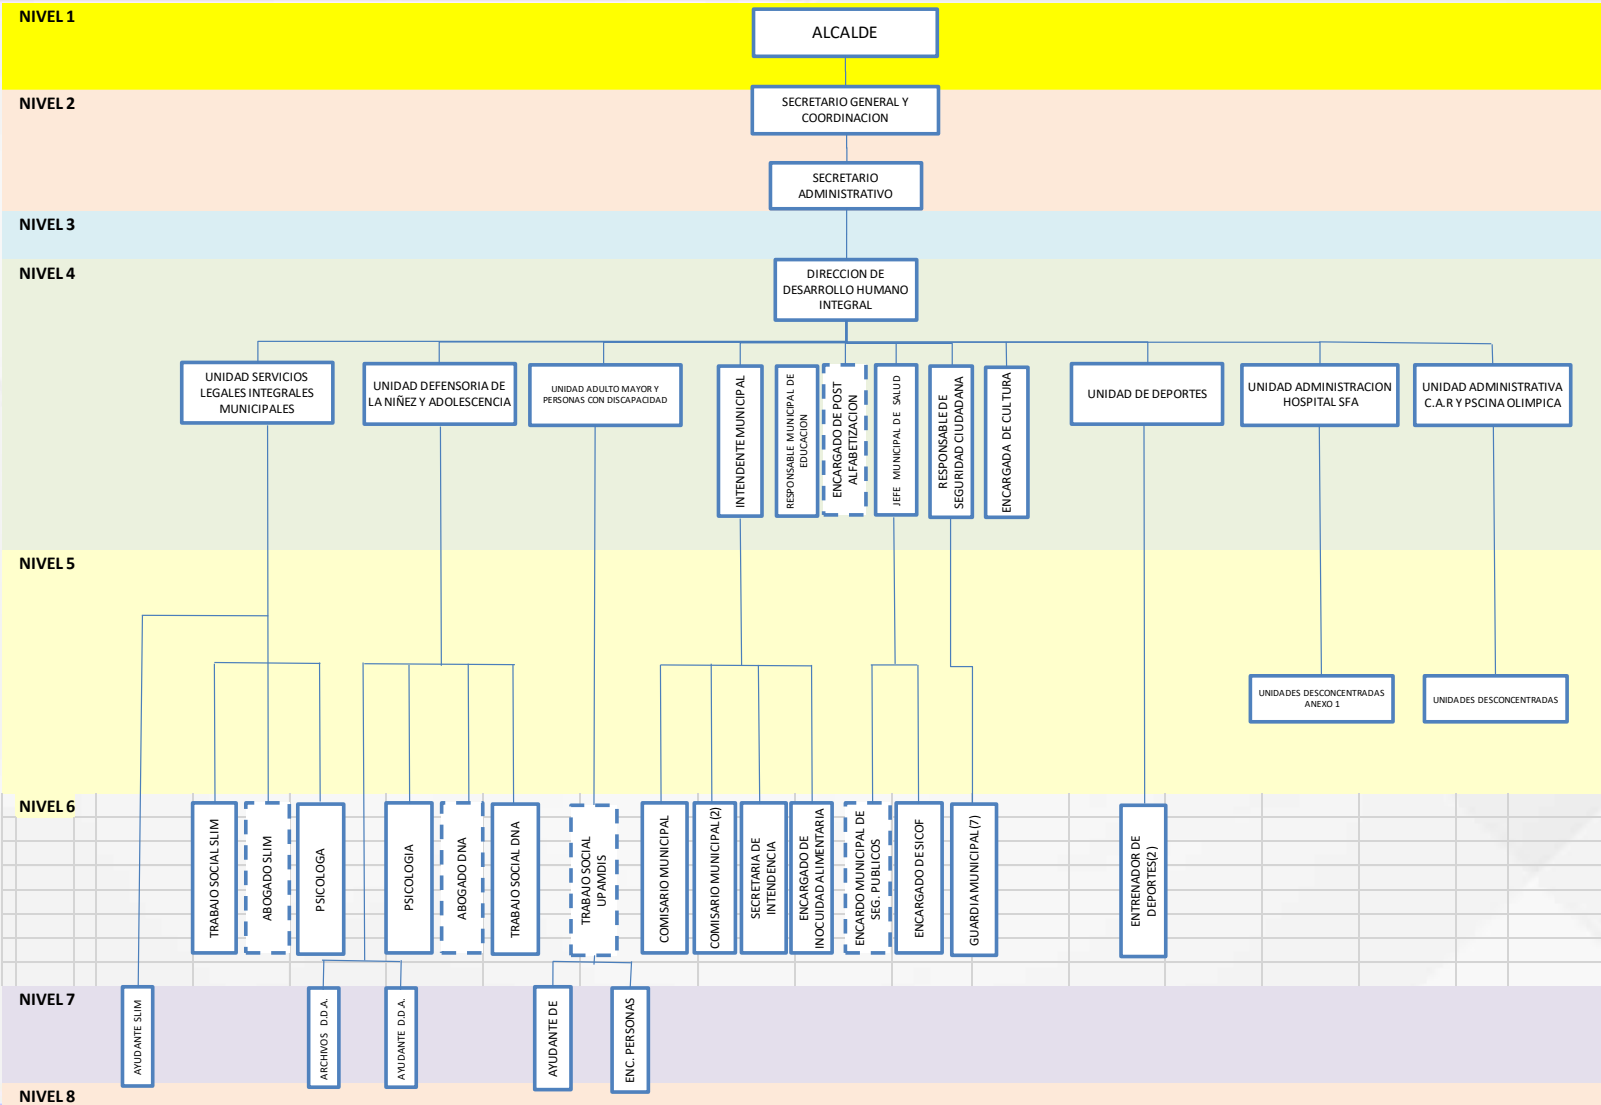 NIVEL 1
ALCALDE
NIVEL 2
SECRETARIO GENERAL Y
COORDINACION
SECRETARIO
ADMINISTRATIVO
NIVEL 3
NIVEL 4
DIRECCION DE
DESARROLLO HUMANO
INTEGRAL
UNIDAD SERVICIOS
LEGALES INTEGRALES
MUNICIPALES
UNIDAD DEFENSORIA DE
LA NIÑEZ Y ADOLESCENCIA
UNIDAD ADULTO MAYOR Y
PERSONAS CON DISCAPACIDAD
INTENDENTE MUNICIPAL
RESPONSABLE MUNICIPAL DE
EDUCACION
ENCARGADO DE POST
ALFABETIZACION
JEFE MUNICIPAL DE SALUD
RESPONSABLE DE
SEGURIDAD CIUDADANA
ENCARGADA DE CULTURA
UNIDAD DE DEPORTES
UNIDAD ADMINISTRACION
HOSPITAL SFA
UNIDAD ADMINISTRATIVA
C.A.R Y PSCINA OLIMPICA
NIVEL 5
UNIDADES DESCONCENTRADAS
ANEXO 1
UNIDADES DESCONCENTRADAS
NIVEL 6
TRABAJO SOCIAL SLIM
ABOGADO SLIM
PSICOLOGA
PSICOLOGIA
ABOGADO DNA
TRABAJO SOCIAL DNA
TRABAJO SOCIAL
UPAMDIS
COMISARIO MUNICIPAL
COMISARIO MUNICIPAL(2)
SECRETARIA DE
INTENDENCIA
ENCARGADO DE
INOCUIDAD ALIMENTARIA
ENCARDO MUNICIPAL DE
SEG. PUBLICOS
ENCARGADO DE SICOF
GUARDIA MUNICIPAL(7)
ENTRENADOR DE
DEPORTES(2)
NIVEL 7
AYUDANTE SLIM
ARCHIVOS D.D.A.
AYUDANTE D.D.A.
AYUDANTE DE
ENC. PERSONAS
NIVEL 8